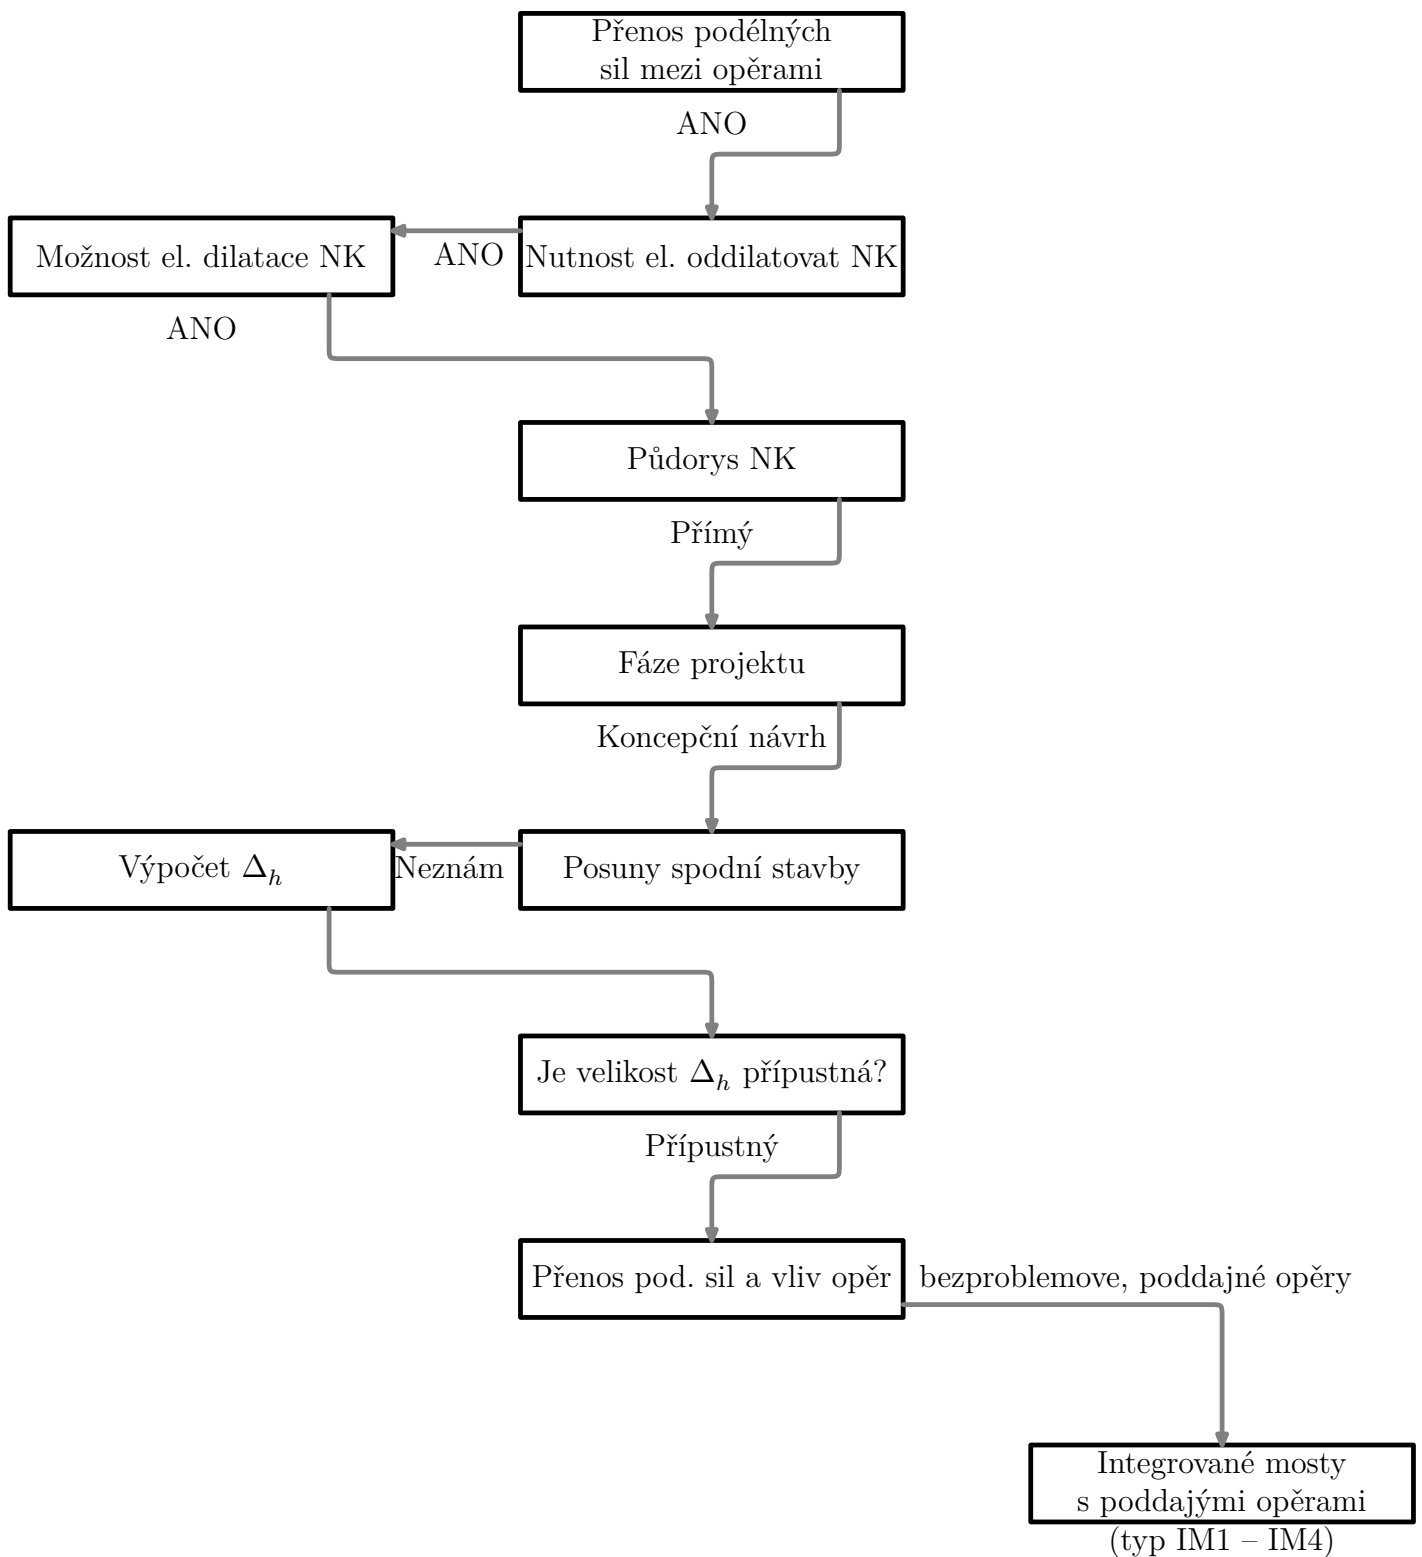 Přenos podélných
sil mezi opěrami
ANO
Možnost el. dilatace NK
ANO
Nutnost el. oddilatovat NK
ANO
Půdorys NK
Přímý
Fáze projektu
Koncepční návrh
Výpočet Δₕ
Neznám
Posuny spodní stavby
Je velikost Δₕ přípustná?
Přípustný
Přenos pod. sil a vliv opěr
bezproblemove, poddajné opěry
Integrované mosty
s poddajými opěrami
(typ IM1 – IM4)